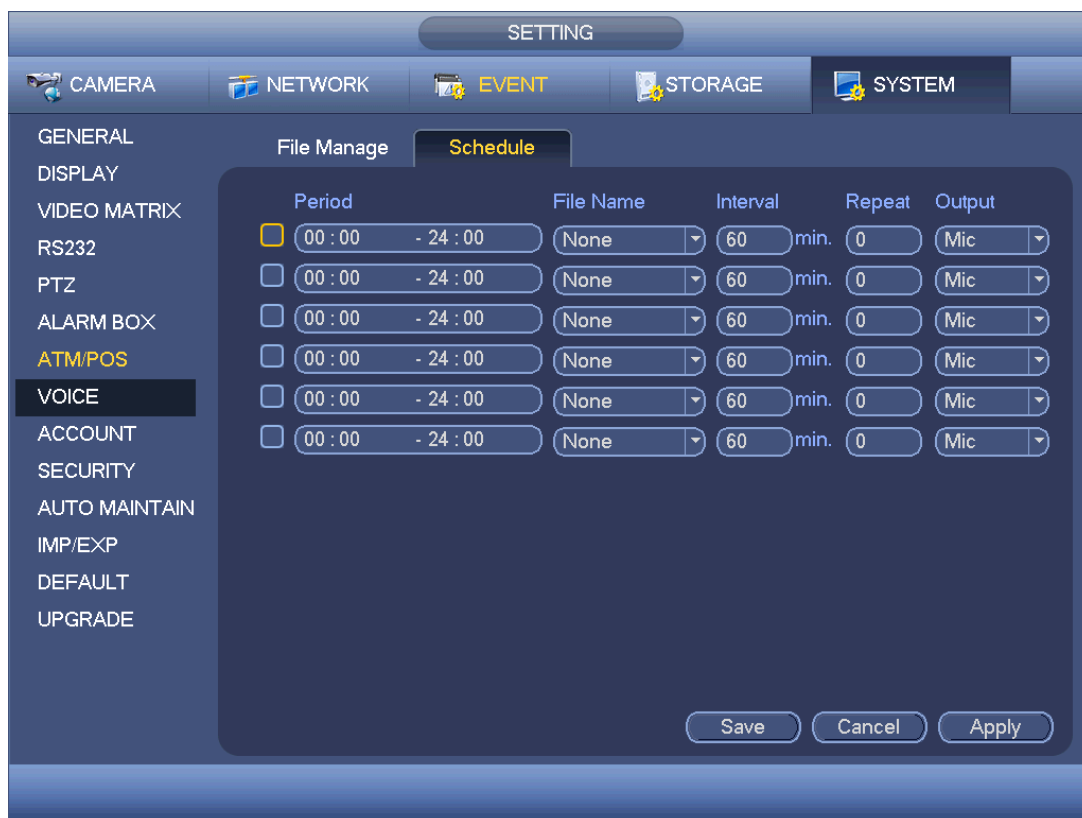 SETTING
CAMERA NETWORK EVENT STORAGE SYSTEM
GENERAL
DISPLAY
VIDEO MATRIX
RS232
PTZ
ALARM BOX
ATM/POS
VOICE
ACCOUNT
SECURITY
AUTO MAINTAIN
IMP/EXP
DEFAULT
UPGRADE
File Manage Schedule
Period File Name Interval Repeat Output
00 : 00 - 24 : 00 None 60 min. 0 Mic
00 : 00 - 24 : 00 None 60 min. 0 Mic
00 : 00 - 24 : 00 None 60 min. 0 Mic
00 : 00 - 24 : 00 None 60 min. 0 Mic
00 : 00 - 24 : 00 None 60 min. 0 Mic
00 : 00 - 24 : 00 None 60 min. 0 Mic
Save Cancel Apply